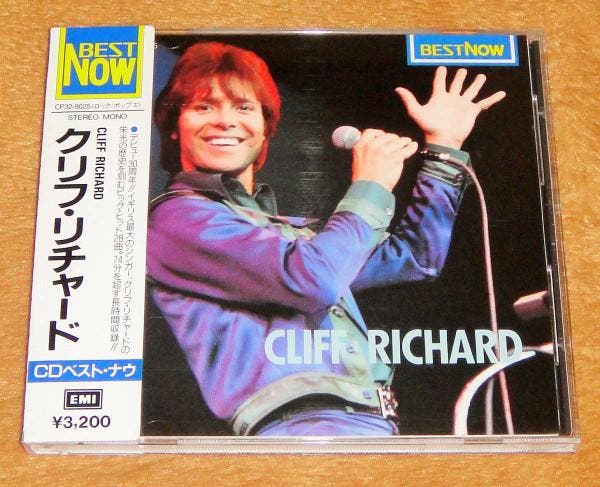 BEST
NOW
CP32-9025(ロック/ポップス)
STEREO/MONO
CLIFF RICHARD
クリフ・リチャード
●デビュー30周年!!イギリス最大のシンガー、クリフ・リチャードの
栄光の歴史を刻むビッグ・ヒット28曲。74分を超す長時間収録!!
CDベスト・ナウ
EMI
¥3,200
BESTNOW
CLIFF RICHARD